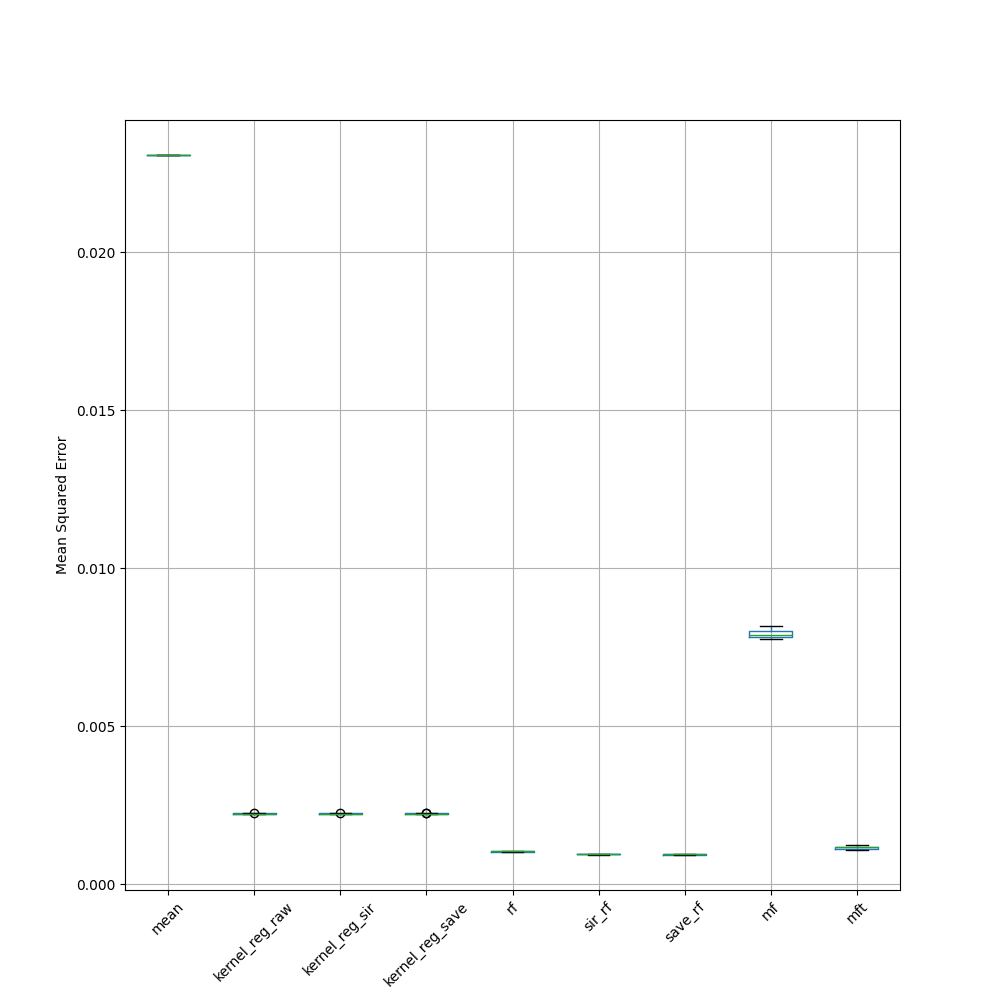 Mean Squared Error
0.020
0.015
0.010
0.005
0.000
mean
kernel_reg_raw
kernel_reg_sir
kernel_reg_save
rf
sir_rf
save_rf
mf
mft